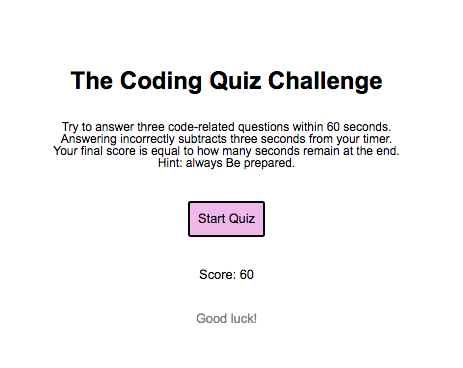 The Coding Quiz Challenge
Try to answer three code-related questions within 60 seconds.
Answering incorrectly subtracts three seconds from your timer.
Your final score is equal to how many seconds remain at the end.
Hint: always Be prepared.
Start Quiz
Score: 60
Good luck!